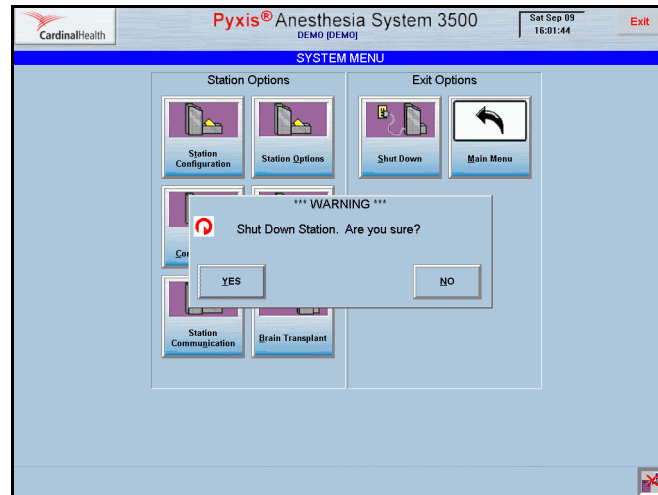 CardinalHealth
Pyxis® Anesthesia System 3500
DEMO [DEMO]
Sat Sep 09
16:01:44
Exit
SYSTEM MENU
Station Options
Exit Options
Station
Configuration
Station Options
Shut Down
Main Menu
*** WARNING ***
Shut Down Station. Are you sure?
YES
NO
Station
Communication
Brain Transplant